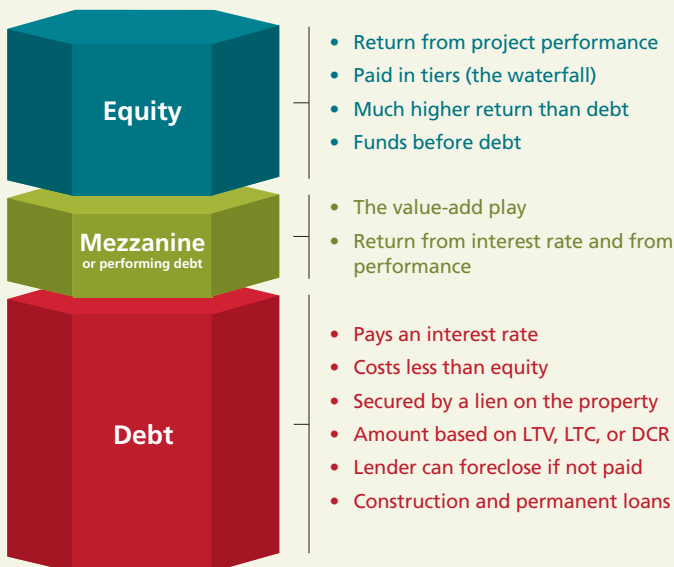 Equity
• Return from project performance
• Paid in tiers (the waterfall)
• Much higher return than debt
• Funds before debt
Mezzanine
or performing debt
• The value-add play
• Return from interest rate and from
performance
Debt
• Pays an interest rate
• Costs less than equity
• Secured by a lien on the property
• Amount based on LTV, LTC, or DCR
• Lender can foreclose if not paid
• Construction and permanent loans